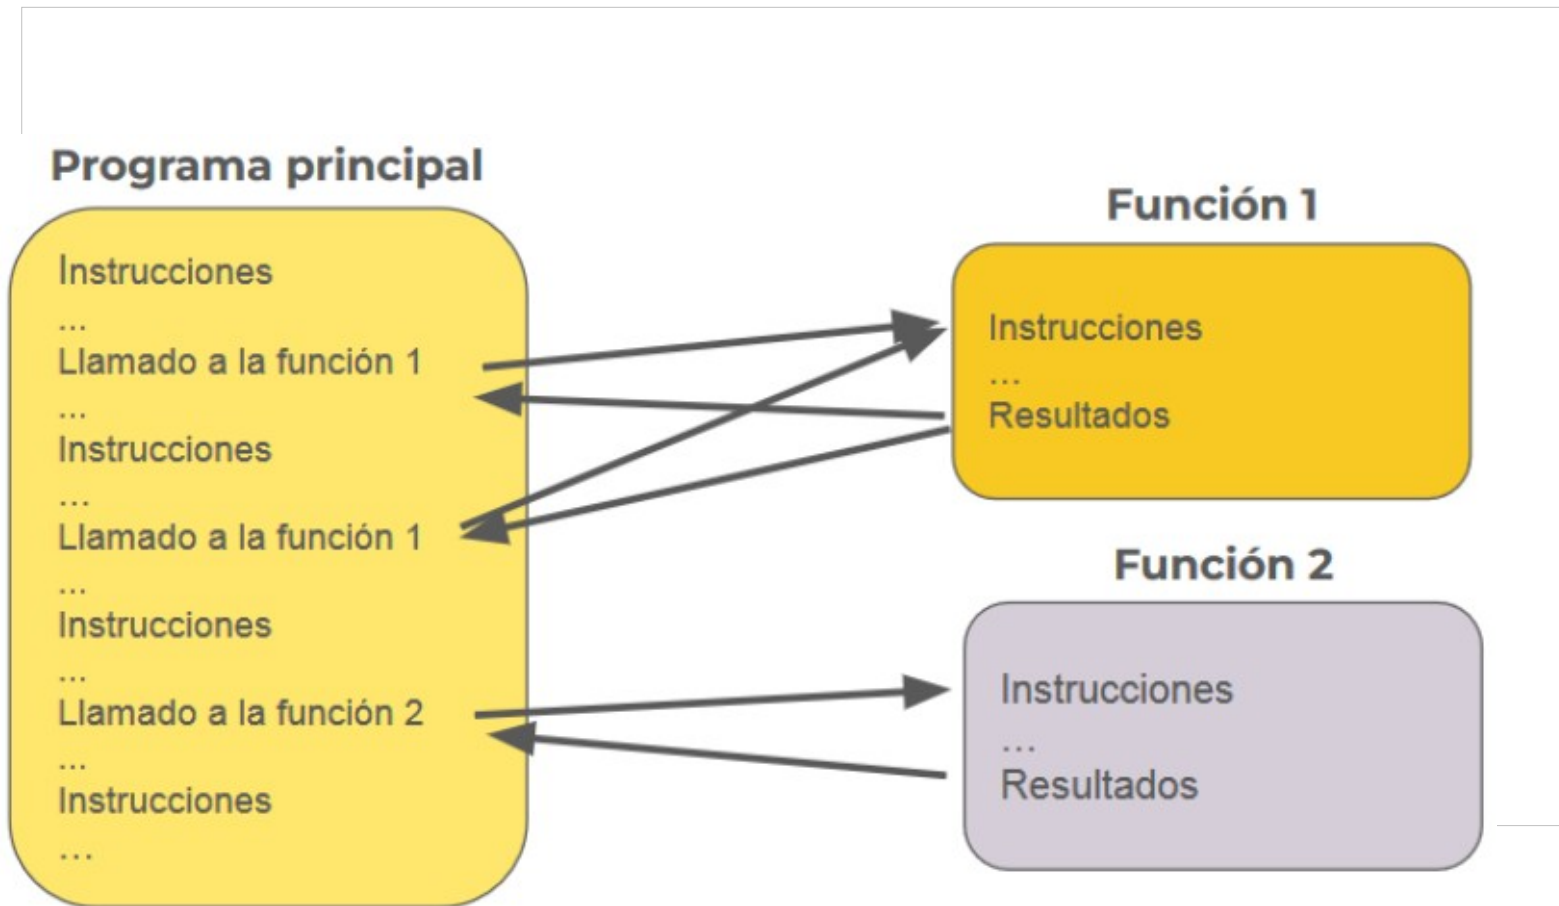 Programa principal
Instrucciones
...
Llamado a la función 1
...
Instrucciones
...
Llamado a la función 1
...
Instrucciones
...
Llamado a la función 2
...
Instrucciones
...
Función 1
Instrucciones
...
Resultados
Función 2
Instrucciones
...
Resultados